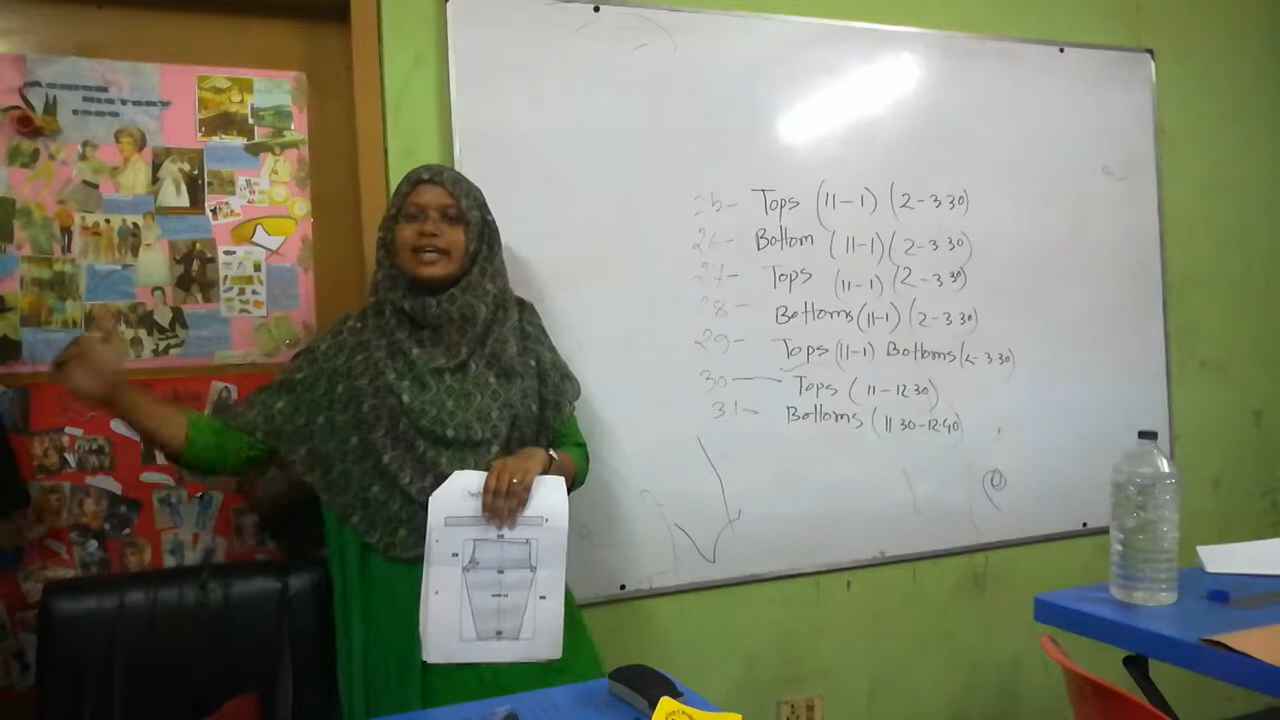 HISTORY
25- Tops (11-1) (2-3 30)
26- Bottom (11-1) (2-3 30)
27- Tops (11-1) (2-3 30)
28- Bottoms (11-1) (2-3 30)
29- Tops (11-1) Bottoms (2-3 30)
30- Tops (11-12 30)
31- Bottoms (11 30-12.40)